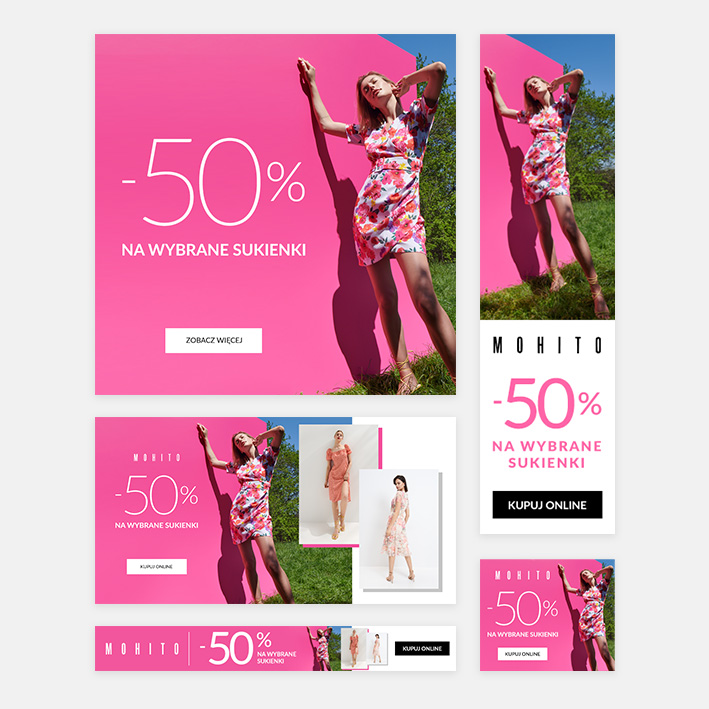 -50%
NA WYBRANE SUKIENKI
ZOBACZ WIĘCEJ
MOHITO
-50%
NA WYBRANE
SUKIENKI
KUPUJ ONLINE
MOHITO
-50%
NA WYBRANE SUKIENKI
KUPUJ ONLINE
MOHITO
-50%
NA WYBRANE
SUKIENKI
KUPUJ ONLINE
MOHITO
-50%
NA WYBRANE SUKIENKI
KUPUJ ONLINE